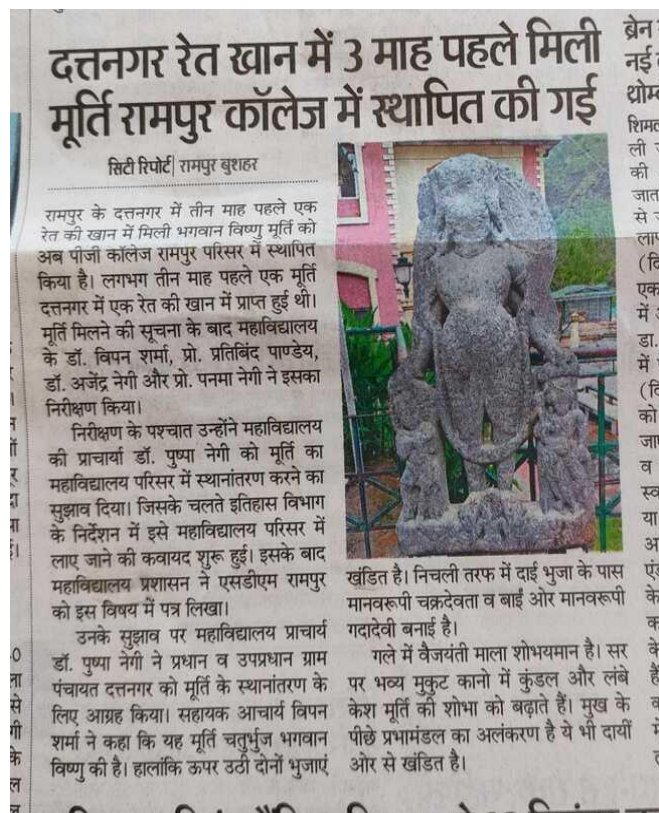 दत्तनगर रेत खान में 3 माह पहले मिली
मूर्ति रामपुर कॉलेज में स्थापित की गई
सिटी रिपोर्ट| रामपुर बुशहर
रामपुर के दत्तनगर में तीन माह पहले एक
रेत की खान में मिली भगवान विष्णु मूर्ति को
अब पीजी कॉलेज रामपुर परिसर में स्थापित
किया है। लगभग तीन माह पहले एक मूर्ति
दत्तनगर में एक रेत की खान में प्राप्त हुई थी।
मूर्ति मिलने की सूचना के बाद महाविद्यालय
के डॉ. विपन शर्मा, प्रो. प्रतिबिंद पाण्डेय,
डॉ. अजेंद्र नेगी और प्रो. पनमा नेगी ने इसका
निरीक्षण किया।
निरीक्षण के पश्चात उन्होंने महाविद्यालय
की प्राचार्या डॉ. पुष्पा नेगी को मूर्ति का
महाविद्यालय परिसर में स्थानांतरण करने का
सुझाव दिया। जिसके चलते इतिहास विभाग
के निर्देशन में इसे महाविद्यालय परिसर में
लाए जाने की कवायद शुरू हुई। इसके बाद
महाविद्यालय प्रशासन ने एसडीएम रामपुर
को इस विषय में पत्र लिखा।
उनके सुझाव पर महाविद्यालय प्राचार्य
डॉ. पुष्पा नेगी ने प्रधान व उपप्रधान ग्राम
पंचायत दत्तनगर को मूर्ति के स्थानांतरण के
लिए आग्रह किया। सहायक आचार्य विपन
शर्मा ने कहा कि यह मूर्ति चतुर्भुज भगवान
विष्णु की है। हालांकि ऊपर उठी दोनों भुजाएं
खंडित है। निचली तरफ में दाई भुजा के पास
मानवरूपी चक्रदेवता व बाईं ओर मानवरूपी
गदादेवी बनाई है।
गले में वैजयंती माला शोभयमान है। सर
पर भव्य मुकुट कानो में कुंडल और लंबे
केश मूर्ति की शोभा को बढ़ाते हैं। मुख के
पीछे प्रभामंडल का अलंकरण है ये भी दायीं
ओर से खंडित है।
ब्रेन
नई
शिमल
ली
की
जात
से
(दि
एक
में
डा.
में
(दि
को
जा
व
स्व
या